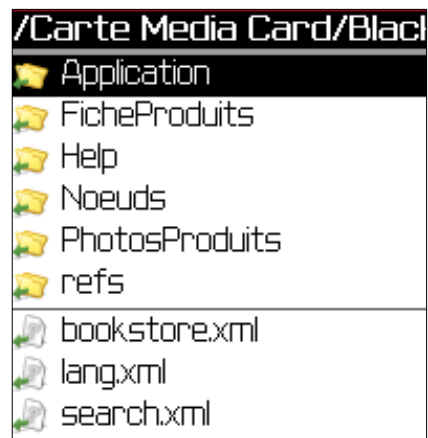 /Carte Media Card/Black
Application
FicheProduits
Help
Noeuds
PhotosProduits
refs
bookstore.xml
lang.xml
search.xml